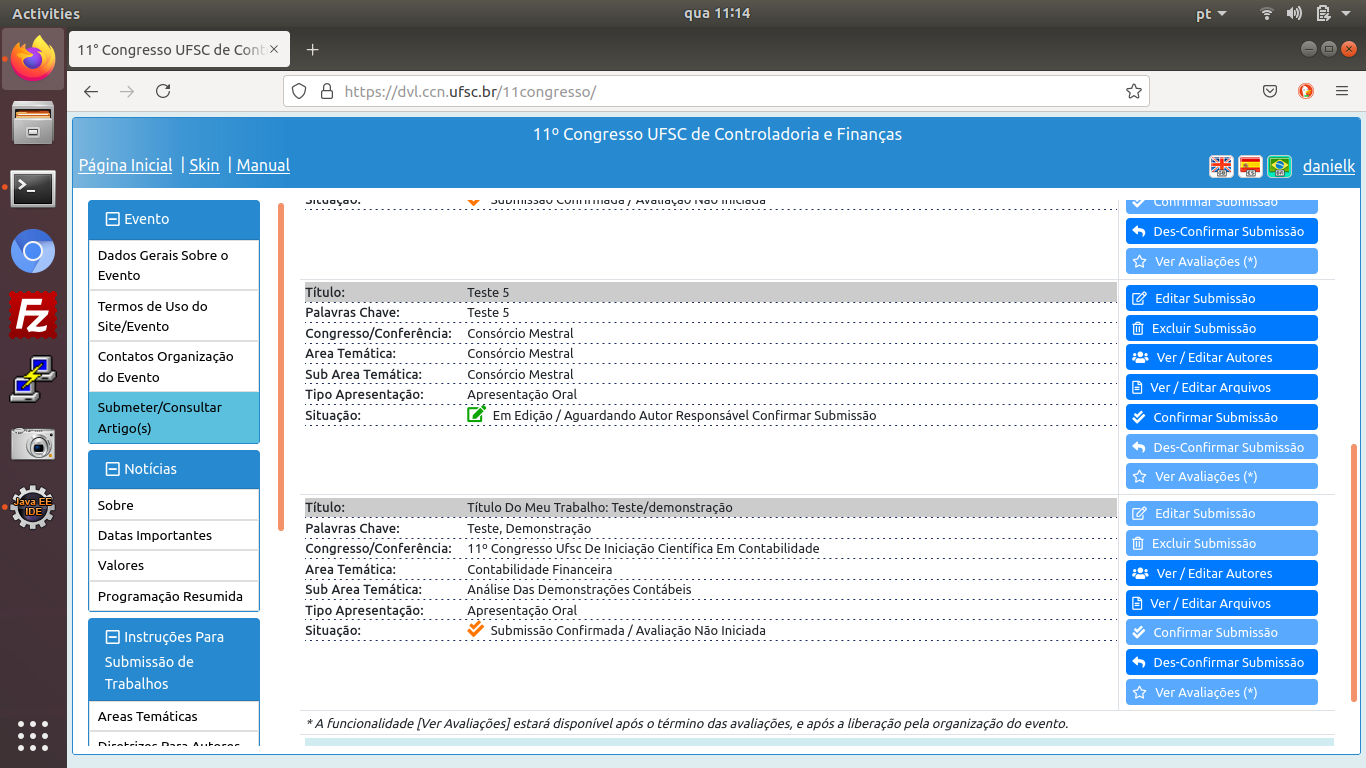 Activities
qua 11:14
pt
11° Congresso UFSC de Cont
https://dvl.ccn.ufsc.br/11congresso/
11º Congresso UFSC de Controladoria e Finanças
Página Inicial | Skin | Manual
danielk
Evento
Dados Gerais Sobre o
Evento
Termos de Uso do
Site/Evento
Contatos Organização
do Evento
Submeter/Consultar
Artigo(s)
Notícias
Sobre
Datas Importantes
Valores
Programação Resumida
Instruções Para
Submissão de
Trabalhos
Areas Temáticas
Diretrizes Para Autores
Situação: Submissão Confirmada / Avaliação Não Iniciada
Confirmar Submissão
Des-Confirmar Submissão
Ver Avaliações (*)
Título: Teste 5
Palavras Chave: Teste 5
Congresso/Conferência: Consórcio Mestral
Area Temática: Consórcio Mestral
Sub Area Temática: Consórcio Mestral
Tipo Apresentação: Apresentação Oral
Situação: Em Edição / Aguardando Autor Responsável Confirmar Submissão
Editar Submissão
Excluir Submissão
Ver / Editar Autores
Ver / Editar Arquivos
Confirmar Submissão
Des-Confirmar Submissão
Ver Avaliações (*)
Título: Título Do Meu Trabalho: Teste/demonstração
Palavras Chave: Teste, Demonstração
Congresso/Conferência: 11º Congresso Ufsc De Iniciação Científica Em Contabilidade
Area Temática: Contabilidade Financeira
Sub Area Temática: Análise Das Demonstrações Contábeis
Tipo Apresentação: Apresentação Oral
Situação: Submissão Confirmada / Avaliação Não Iniciada
Editar Submissão
Excluir Submissão
Ver / Editar Autores
Ver / Editar Arquivos
Confirmar Submissão
Des-Confirmar Submissão
Ver Avaliações (*)
* A funcionalidade [Ver Avaliações] estará disponível após o término das avaliações, e após a liberação pela organização do evento.
Fz
Java EE
IDE